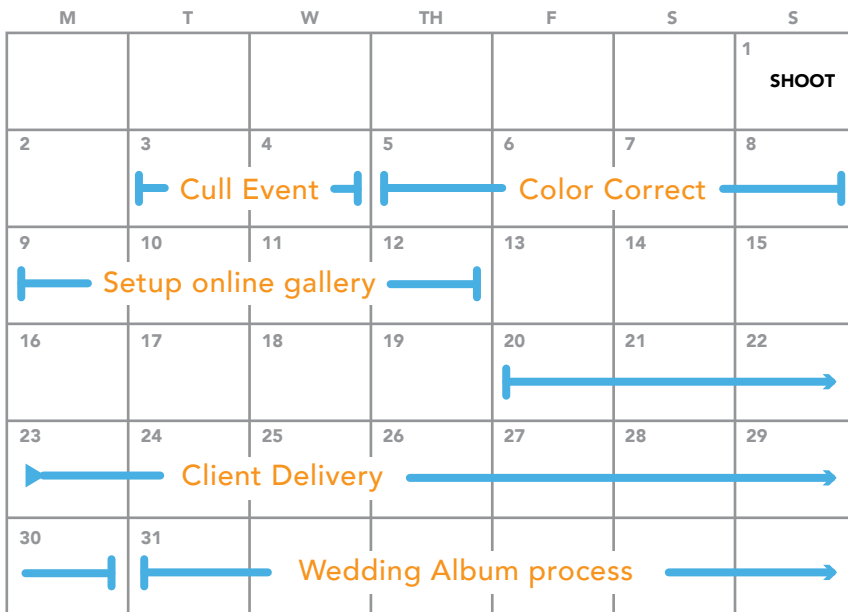 M T W TH F S S
1
SHOOT
2 3 4 5 6 7 8
Cull Event Color Correct
9 10 11 12 13 14 15
Setup online gallery
16 17 18 19 20 21 22
23 24 25 26 27 28 29
Client Delivery
30 31
Wedding Album process